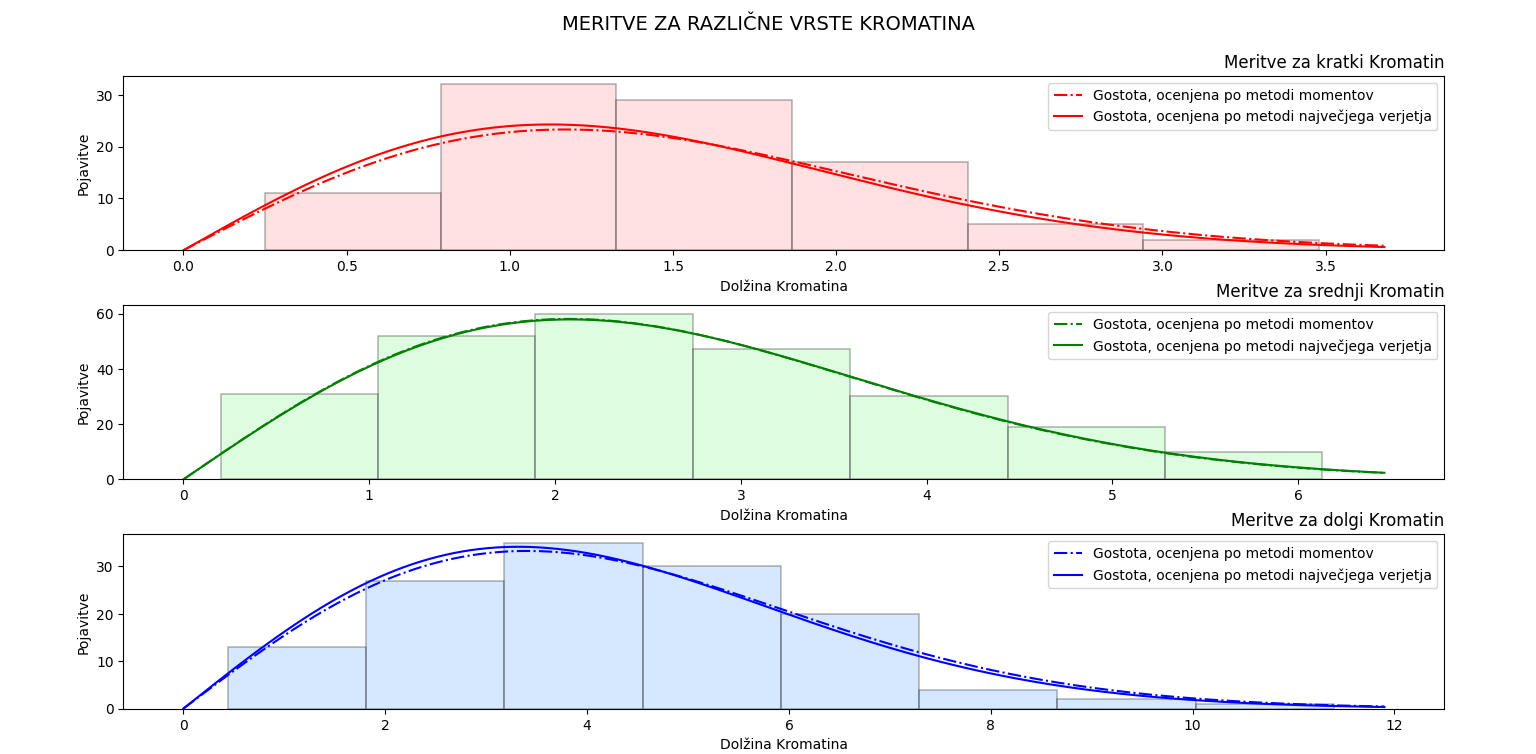 MERITVE ZA RAZLIČNE VRSTE KROMATINA
Meritve za kratki Kromatin
Gostota, ocenjena po metodi momentov
Gostota, ocenjena po metodi največjega verjetja
Pojavitve
30
20
10
0
0.0 0.5 1.0 1.5 2.0 2.5 3.0 3.5
Dolžina Kromatina
Meritve za srednji Kromatin
Gostota, ocenjena po metodi momentov
Gostota, ocenjena po metodi največjega verjetja
Pojavitve
60
40
20
0
0 1 2 3 4 5 6
Dolžina Kromatina
Meritve za dolgi Kromatin
Gostota, ocenjena po metodi momentov
Gostota, ocenjena po metodi največjega verjetja
Pojavitve
30
20
10
0
0 2 4 6 8 10 12
Dolžina Kromatina